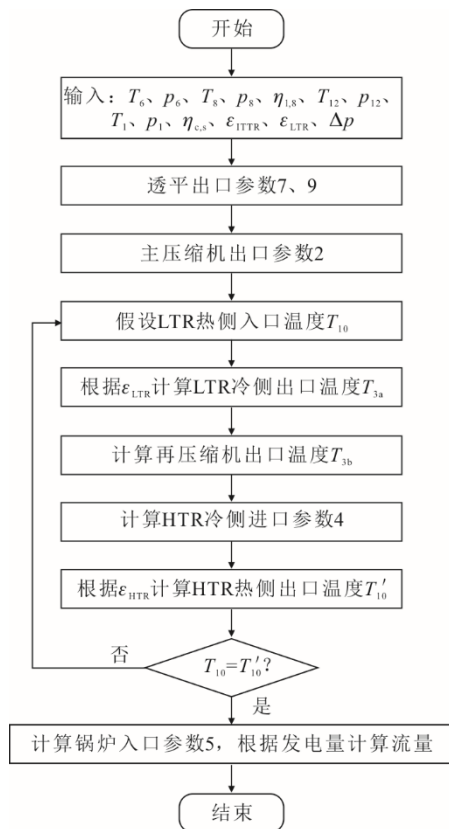 开始
输入：T₆、p₆、T₈、p₈、η₁,₈、T₁₂、p₁₂、
T₁、p₁、η_c,s、ε_ITTR、ε_LTR、Δp
透平出口参数7、9
主压缩机出口参数2
假设LTR热侧入口温度T₁₀
根据ε_LTR计算LTR冷侧出口温度T₃ₐ
计算再压缩机出口温度T_3b
计算HTR冷侧进口参数4
根据ε_HTR计算HTR热侧出口温度T₁₀′
T₁₀=T₁₀′?
否
是
计算锅炉入口参数5，根据发电量计算流量
结束